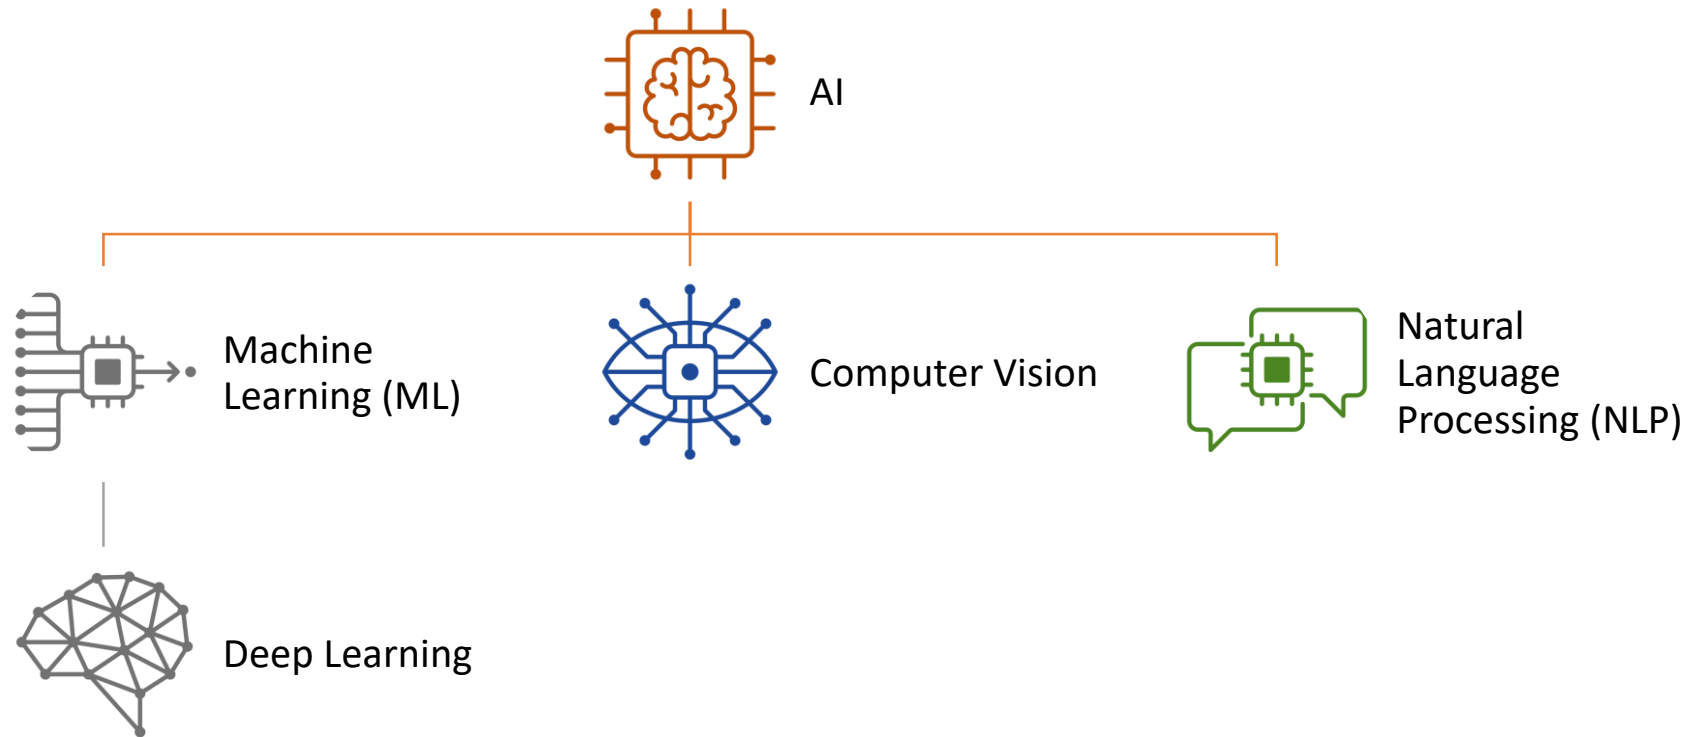 AI
Machine
Learning (ML)
Computer Vision
Natural
Language
Processing (NLP)
Deep Learning